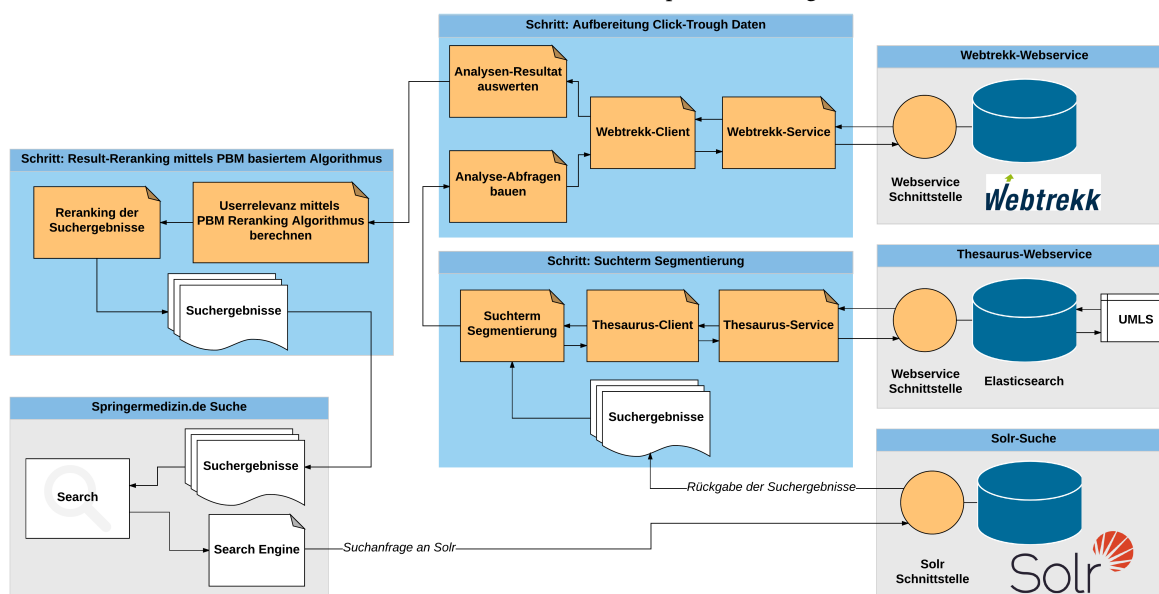 Schritt: Aufbereitung Click-Trough Daten
Analysen-Resultat
auswerten
Webtrekk-Client
Webtrekk-Service
Analyse-Abfragen
bauen
Webtrekk-Webservice
Webservice
Schnittstelle
Webtrekk
Schritt: Result-Reranking mittels PBM basiertem Algorithmus
Reranking der
Suchergebnisse
Userrelevanz mittels
PBM Reranking Algorithmus
berechnen
Suchergebnisse
Schritt: Suchterm Segmentierung
Suchterm
Segmentierung
Thesaurus-Client
Thesaurus-Service
Suchergebnisse
Thesaurus-Webservice
UMLS
Webservice
Schnittstelle
Elasticsearch
Springermedizin.de Suche
Suchergebnisse
Search
Search Engine
Rückgabe der Suchergebnisse
Suchanfrage an Solr
Solr-Suche
Solr
Schnittstelle
Solr